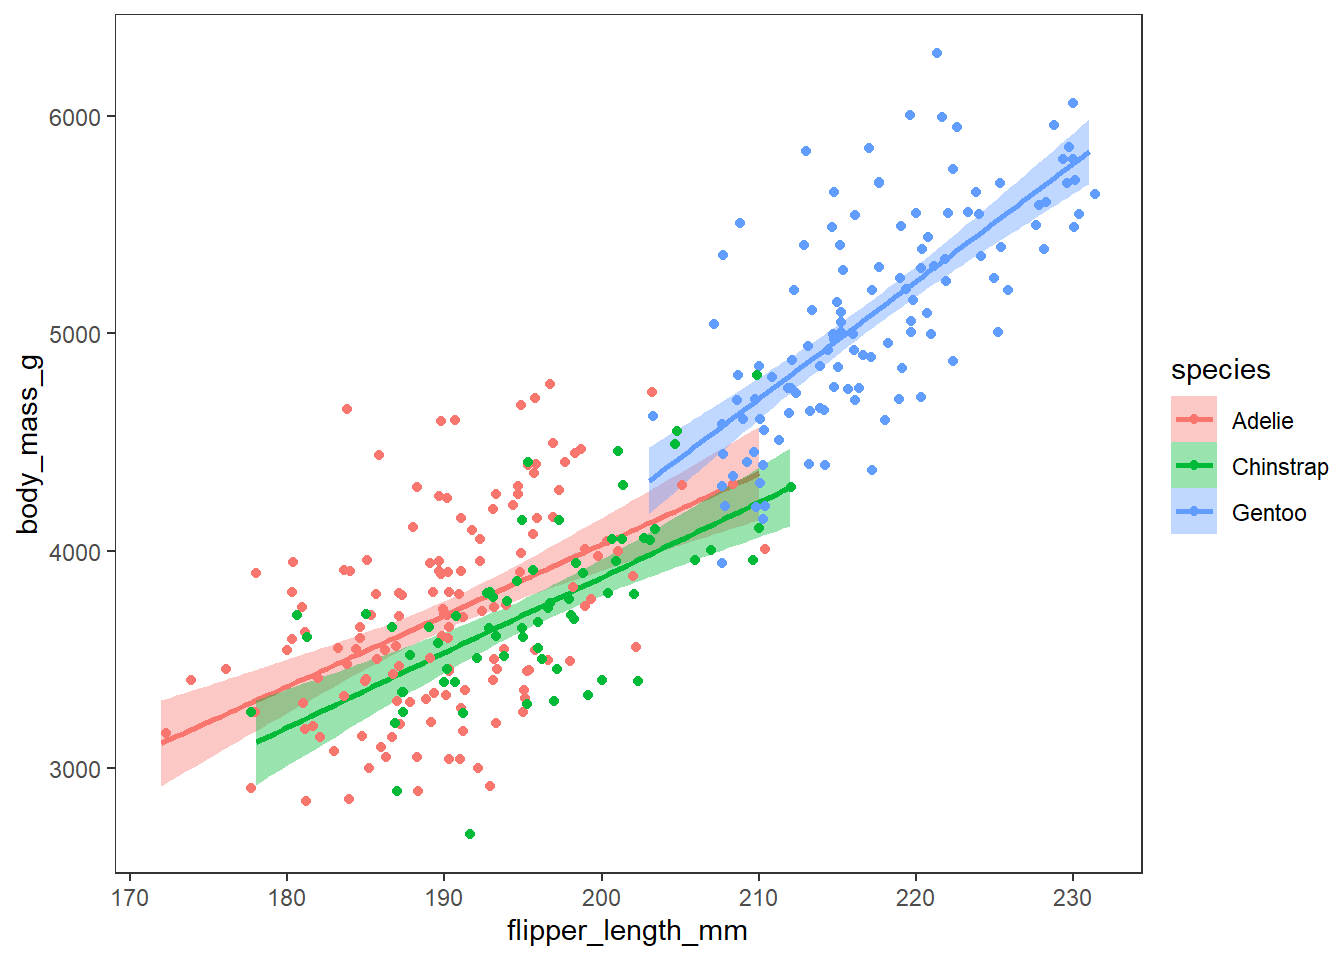 6000
5000
4000
3000
body_mass_g
170 180 190 200 210 220 230
flipper_length_mm
species
Adelie
Chinstrap
Gentoo